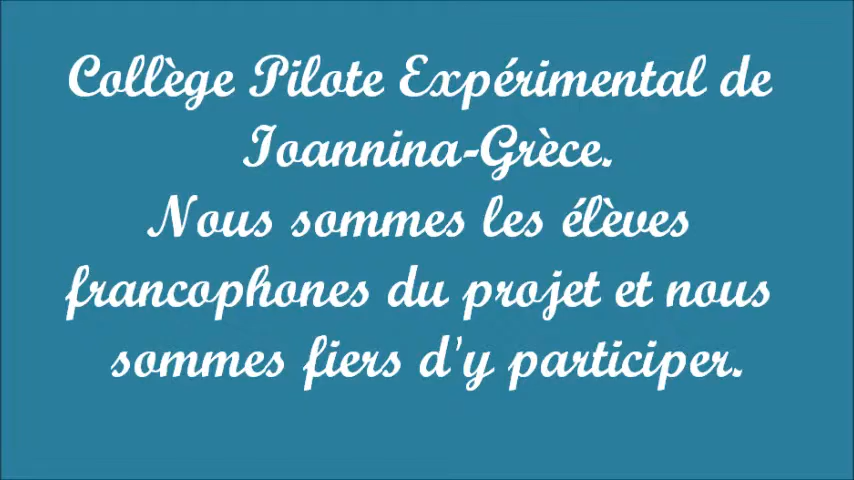 Collège Pilote Expérimental de
Ioannina-Grèce.
Nous sommes les élèves
francophones du projet et nous
sommes fiers d'y participer.